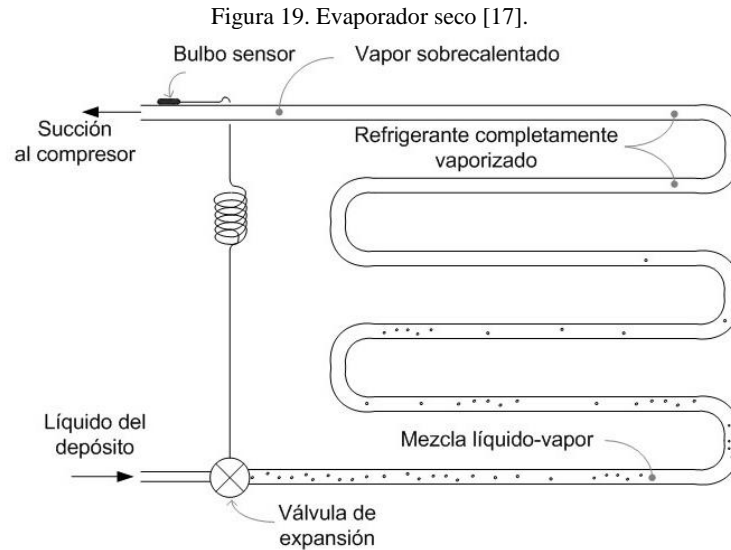 Figura 19. Evaporador seco [17].
Bulbo sensor
Vapor sobrecalentado
Succión
al compresor
Refrigerante completamente
vaporizado
Líquido del
depósito
Mezcla líquido-vapor
Válvula de
expansión